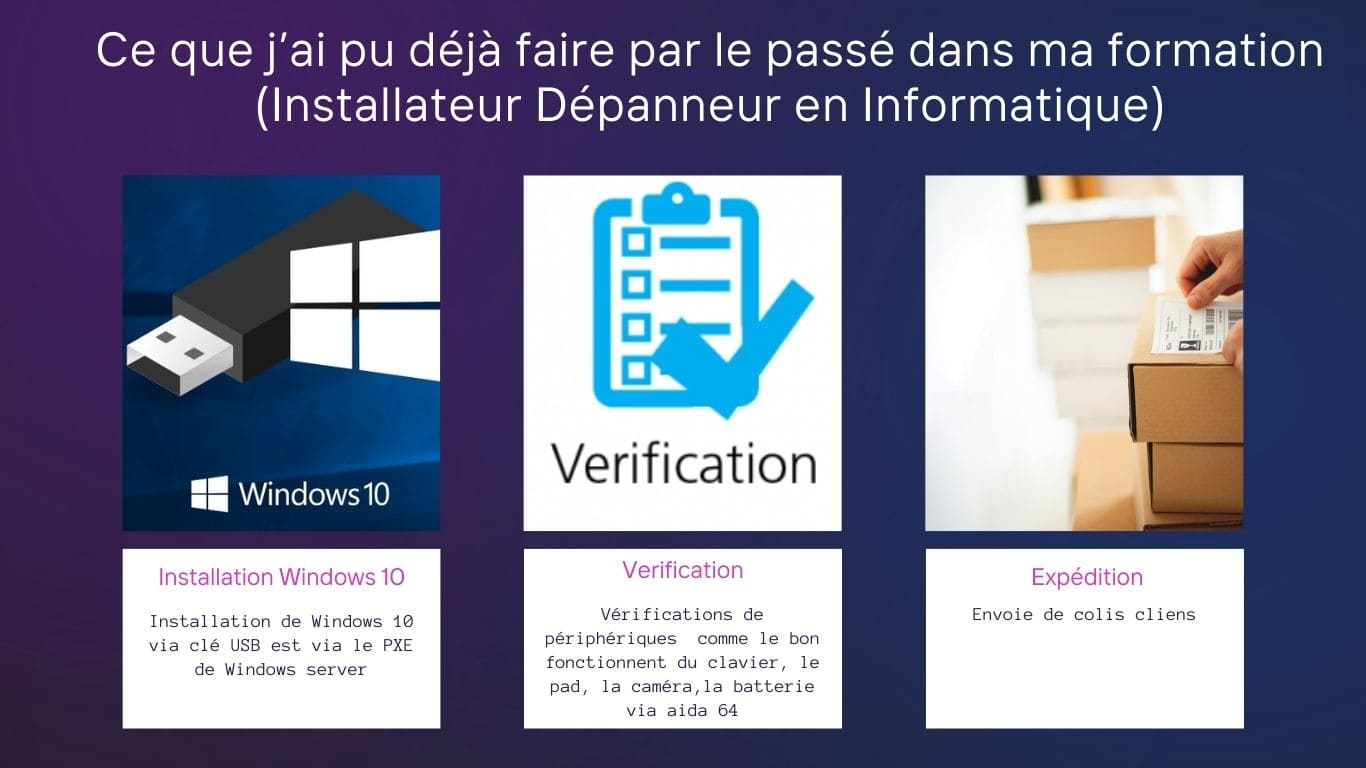 Ce que j’ai pu déjà faire par le passé dans ma formation
(Installateur Dépanneur en Informatique)
Windows 10
Verification
Installation Windows 10
Installation de Windows 10
via clé USB est via le PXE
de Windows server
Verification
Vérifications de
périphériques  comme le bon
fonctionnent du clavier, le
pad, la caméra,la batterie
via aida 64
Expédition
Envoie de colis cliens